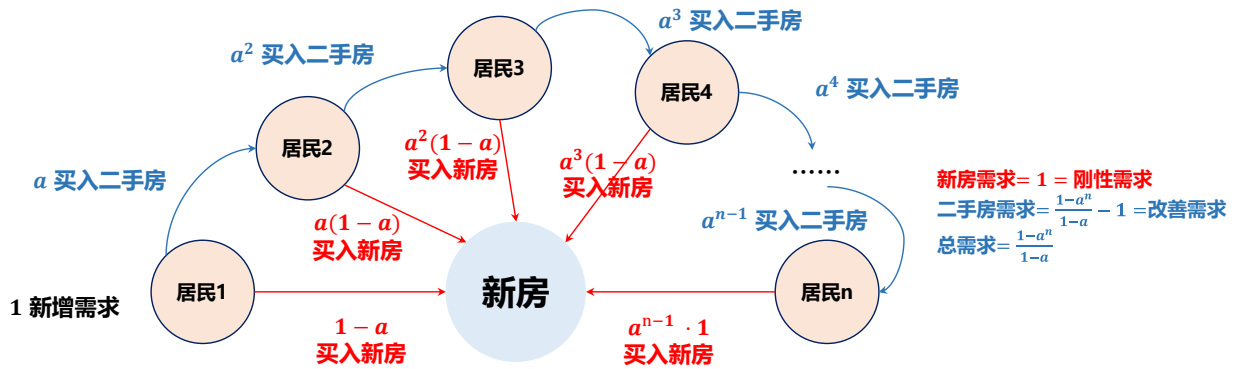 a³ 买入二手房
a² 买入二手房
居民3
居民4
a⁴ 买入二手房
居民2
a²(1−a)
买入新房
a³(1−a)
买入新房
……
a 买入二手房
新房需求= 1 = 刚性需求
二手房需求= (1−aⁿ)/(1−a) − 1 =改善需求
总需求= (1−aⁿ)/(1−a)
a(1−a)
买入新房
aⁿ⁻¹ 买入二手房
1 新增需求
居民1
新房
居民n
1−a
买入新房
aⁿ⁻¹ · 1
买入新房